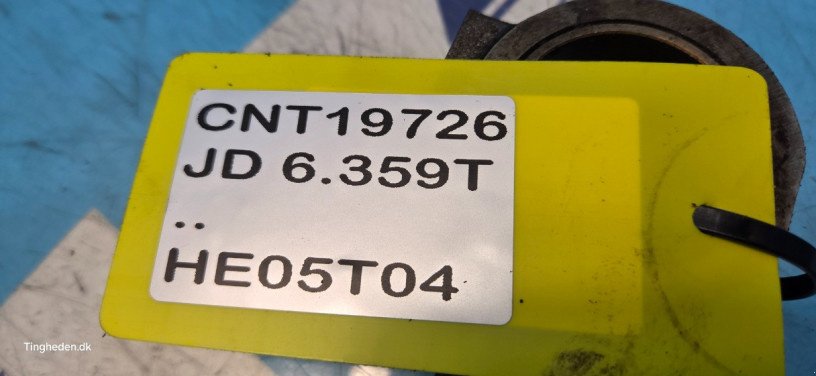 CNT19726
JD 6.359T
..
HE05T04
Tingheden.dk